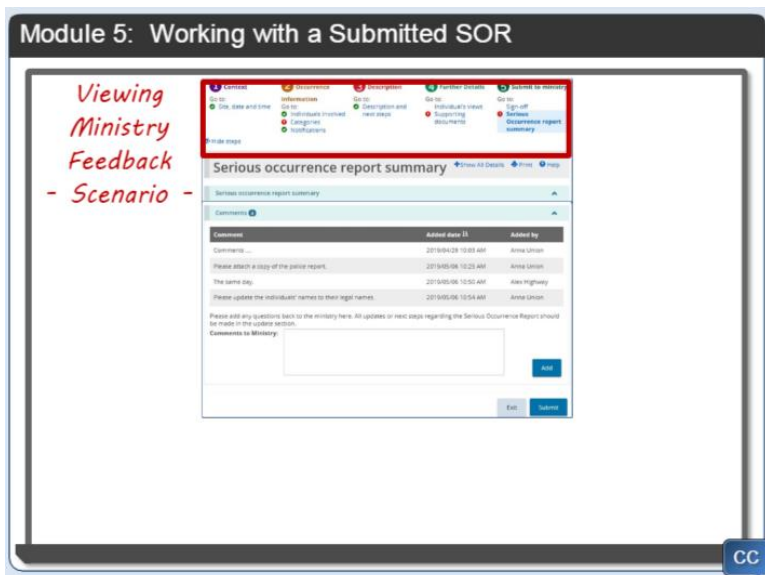 Module 5: Working with a Submitted SOR
Viewing
Ministry
Feedback
- Scenario -
1 Context
Go to:
Site, date and time
2 Occurrence
Information
Go to:
Individuals involved
Categories
Notifications
3 Description
Go to:
Description and
next steps
4 Further Details
Go to:
Individual's views
Supporting
documents
5 Submit to ministry
Go to:
Sign-off
Serious
Occurrence report
summary
Hide steps
Serious occurrence report summary
Show All Details Print Help
Serious occurrence report summary
Comments
Comment Added date Added by
Comments ... 2019/04/29 10:03 AM Anne Union
Please attach a copy of the police report. 2019/05/06 10:25 AM Anne Union
The same day. 2019/05/06 10:50 AM Alex Highway
Please update the individuals' names to their legal names. 2019/05/06 10:54 AM Anne Union
Please add any questions back to the ministry here. All updates or next steps regarding the Serious Occurrence Report should
be made in the update section.
Comments to Ministry:
Add
Exit Submit
CC